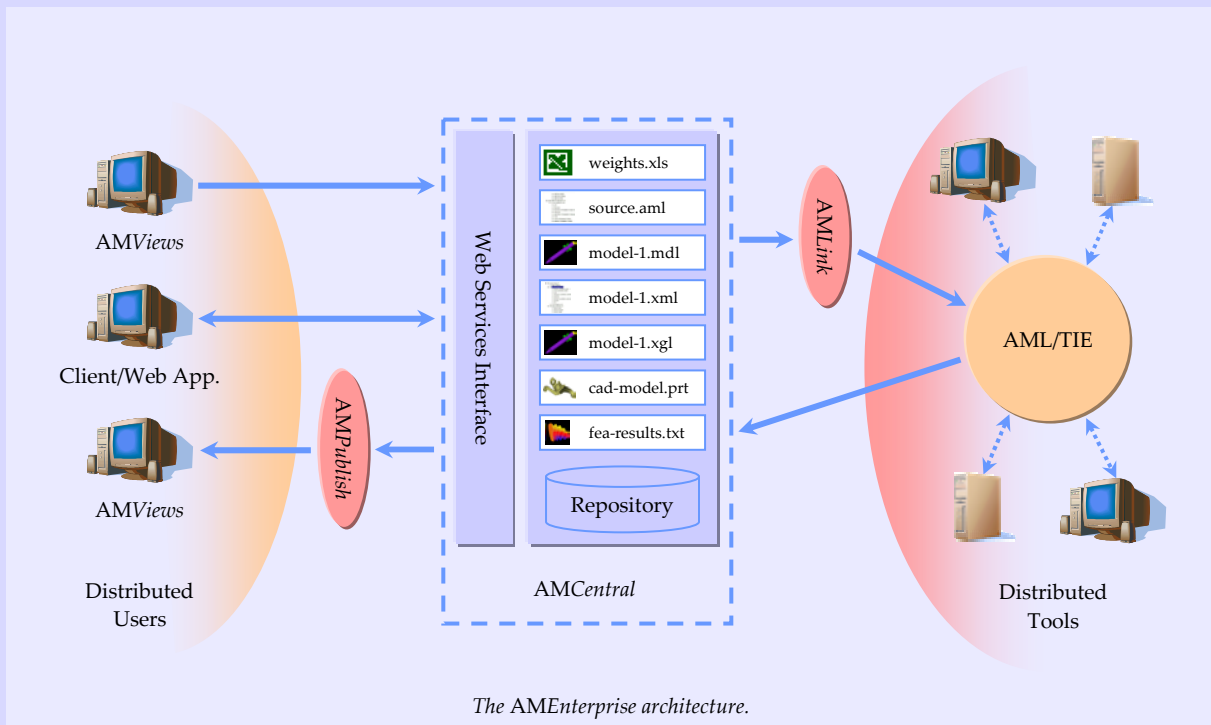 AMViews
Client/Web App.
AMViews
Distributed
Users
AMPublish
Web Services Interface
weights.xls
source.aml
model-1.mdl
model-1.xml
model-1.xgl
cad-model.prt
fea-results.txt
Repository
AMCentral
AMLink
AML/TIE
Distributed
Tools
The AMEnterprise architecture.